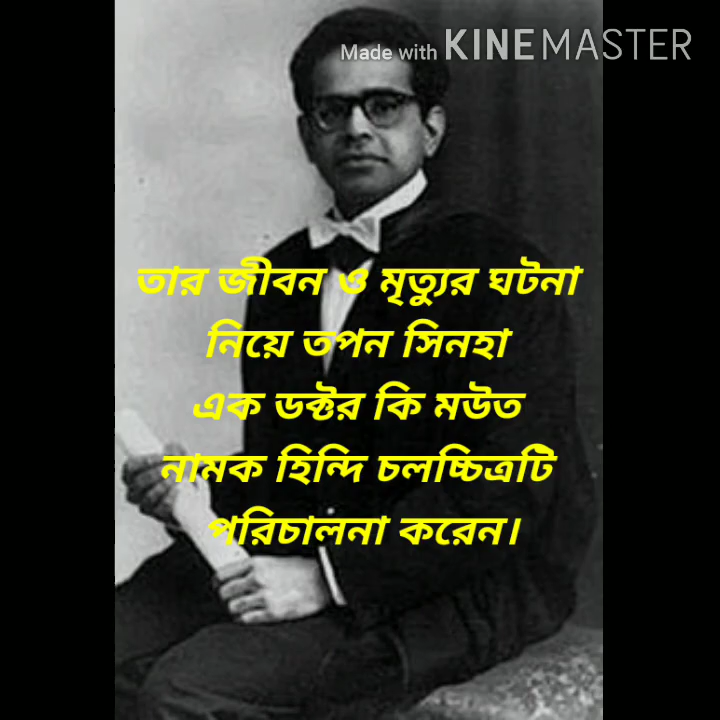 Made with KINEMASTER
তার জীবন ও মৃত্যুর ঘটনা
নিয়ে তপন সিনহা
এক ডক্টর কি মউত
নামক হিন্দি চলচ্চিত্রটি
পরিচালনা করেন।